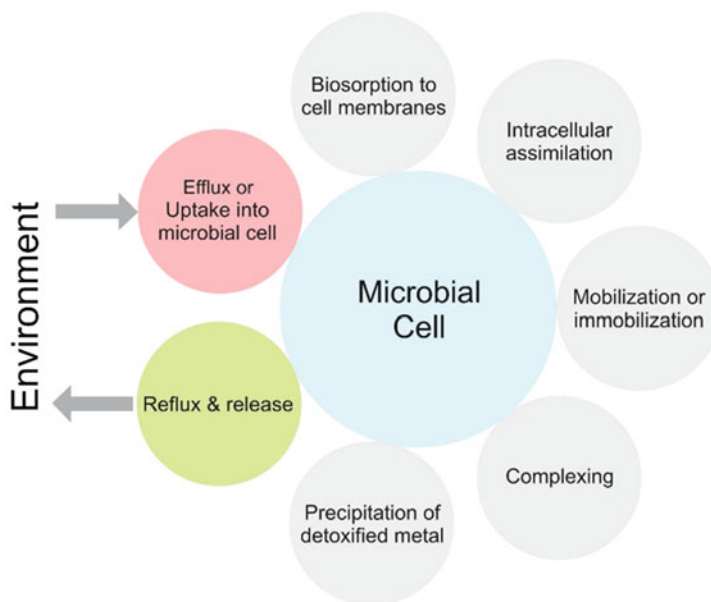 Biosorption to
cell membranes
Intracellular
assimilation
Efflux or
Uptake into
microbial cell
Environment
Microbial
Cell
Mobilization or
immobilization
Reflux & release
Complexing
Precipitation of
detoxified metal